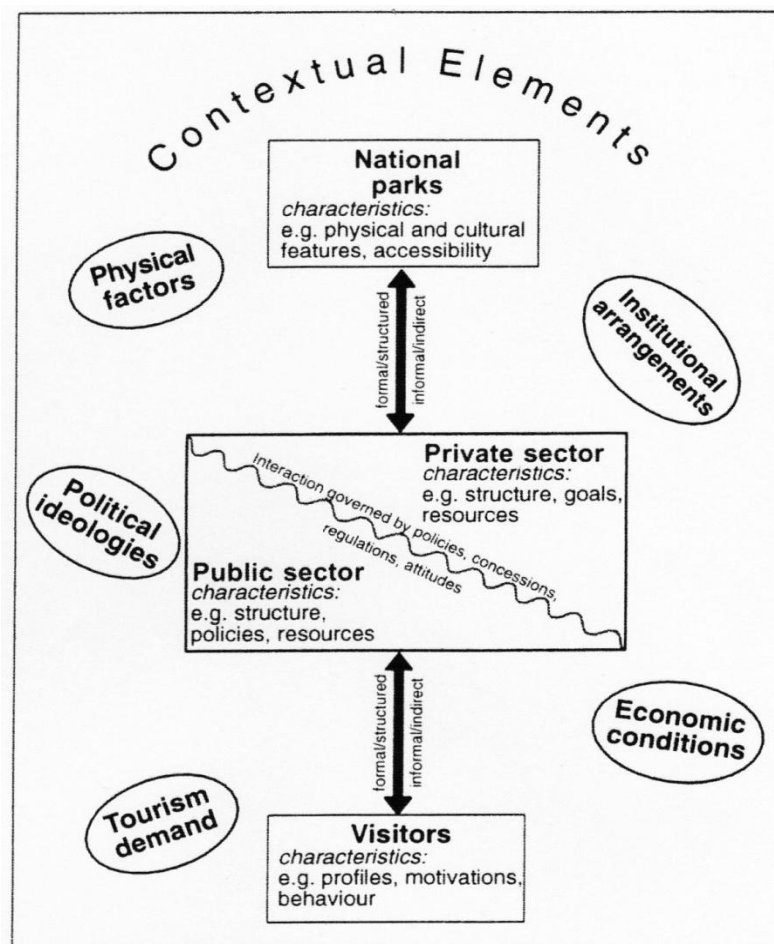 Contextual Elements
National
parks
characteristics:
e.g. physical and cultural
features, accessibility
Physical
factors
Institutional
arrangements
formal/structured
informal/indirect
Private sector
characteristics:
e.g. structure, goals,
resources
Interaction governed by policies, concessions,
regulations, attitudes
Political
ideologies
Public sector
characteristics:
e.g. structure,
policies, resources
formal/structured
informal/indirect
Economic
conditions
Tourism
demand
Visitors
characteristics:
e.g. profiles, motivations,
behaviour